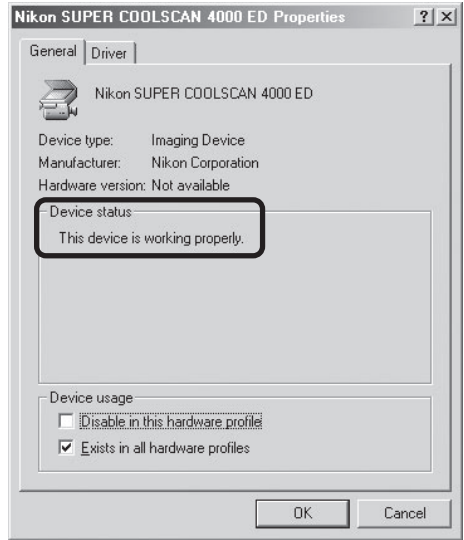 Nikon SUPER COOLSCAN 4000 ED Properties ? ×
General Driver
Nikon SUPER COOLSCAN 4000 ED
Device type: Imaging Device
Manufacturer: Nikon Corporation
Hardware version: Not available
Device status
This device is working properly.
Device usage
Disable in this hardware profile
Exists in all hardware profiles
OK Cancel